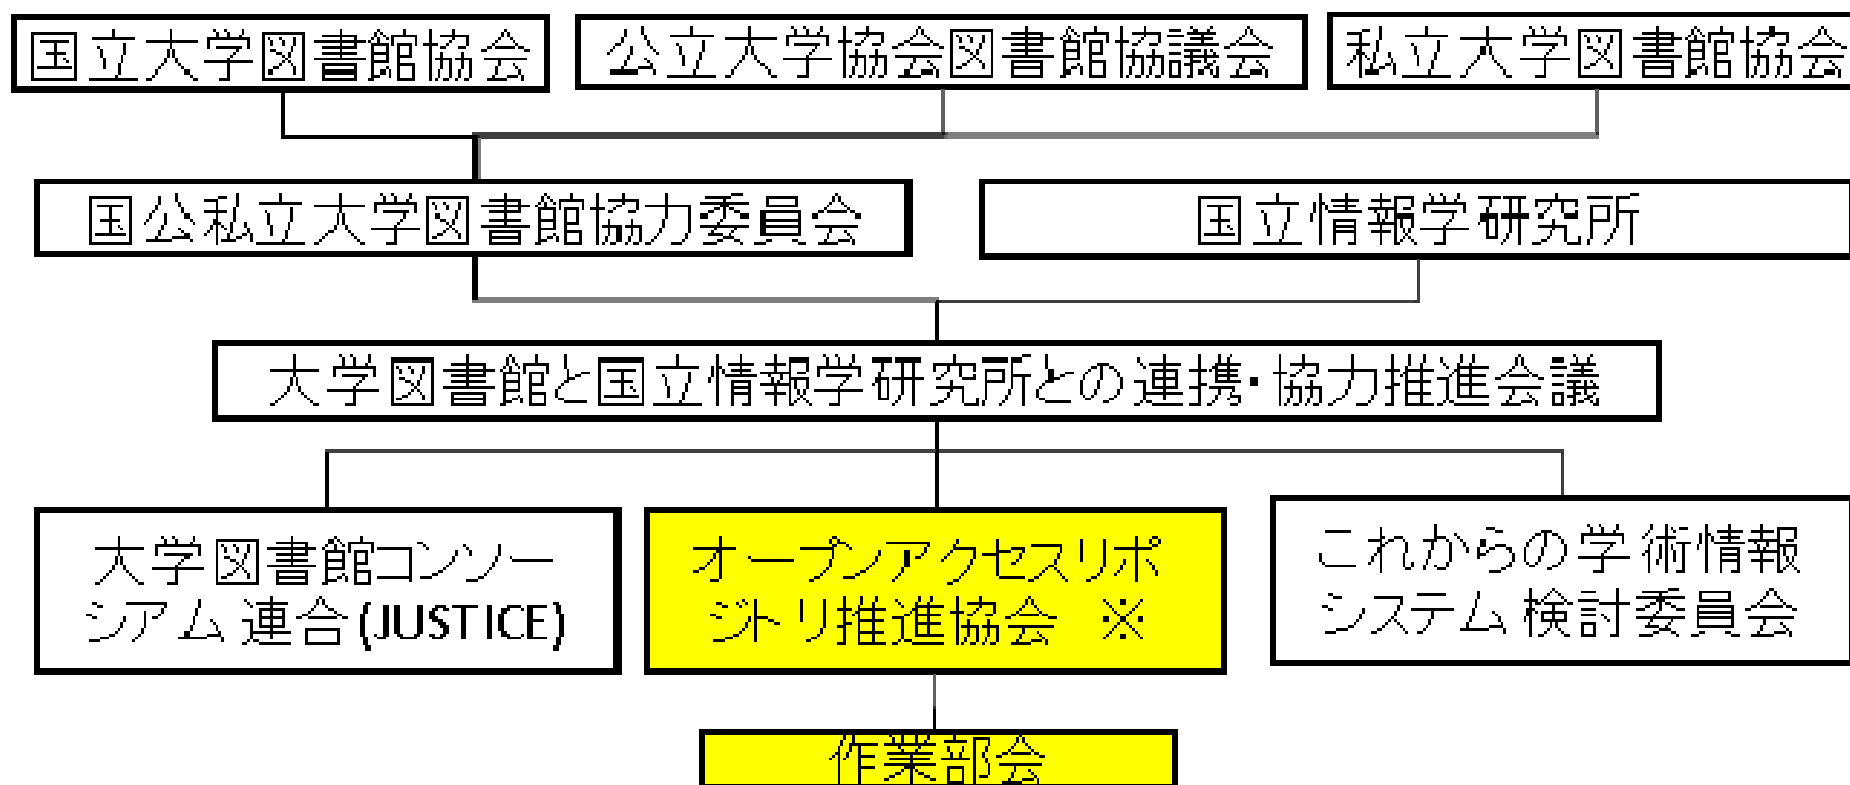 国立大学図書館協会
公立大学協会図書館協議会
私立大学図書館協会
国公私立大学図書館協力委員会
国立情報学研究所
大学図書館と国立情報学研究所との連携・協力推進会議
大学図書館コンソー
シアム連合(JUSTICE)
オープンアクセスリポ
ジトリ推進協会 ※
これからの学術情報
システム検討委員会
作業部会